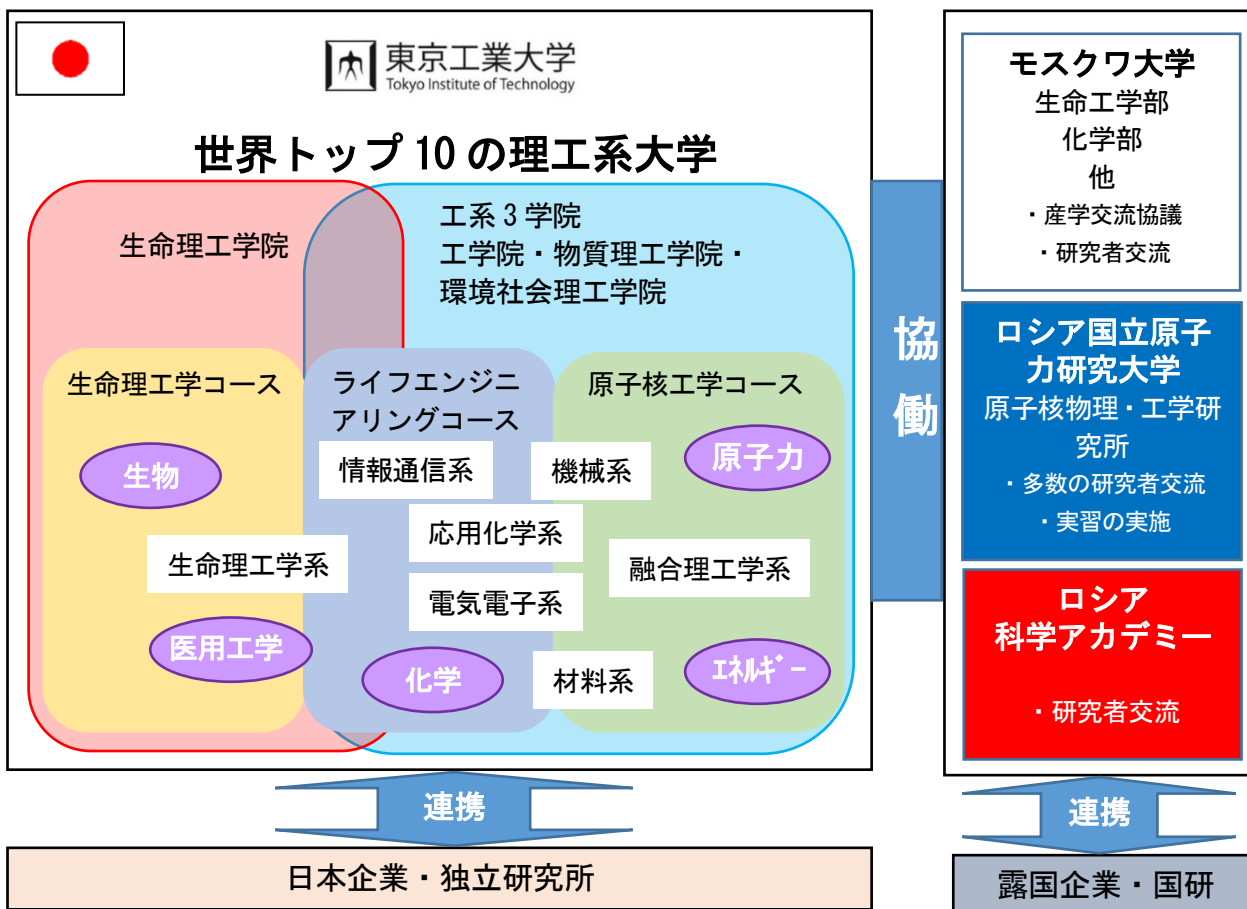 東京工業大学
Tokyo Institute of Technology
世界トップ 10 の理工系大学
生命理工学院
工系 3 学院
工学院・物質理工学院・
環境社会理工学院
生命理工学コース
ライフエンジニ
アリングコース
原子核工学コース
生物
情報通信系
機械系
原子力
応用化学系
生命理工学系
融合理工学系
電気電子系
医用工学
化学
材料系
エネルギー
連携
日本企業・独立研究所
協
働
モスクワ大学
生命工学部
化学部
他
・産学交流協議
・研究者交流
ロシア国立原子
力研究大学
原子核物理・工学研
究所
・多数の研究者交流
・実習の実施
ロシア
科学アカデミー
・研究者交流
連携
露国企業・国研